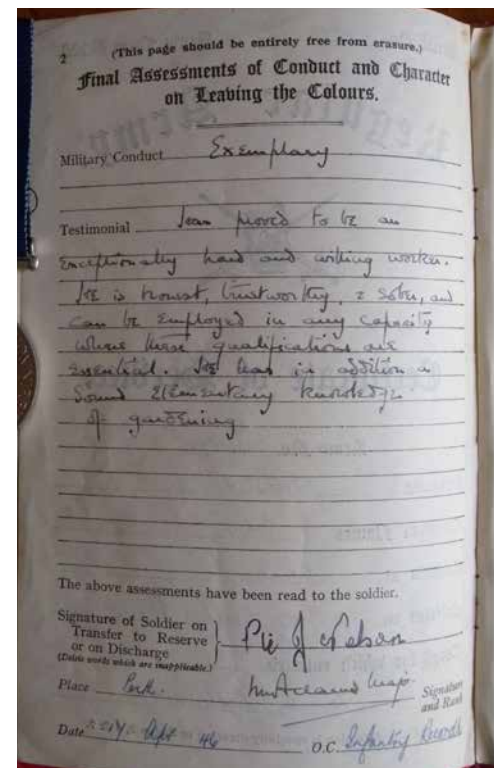 2
(This page should be entirely free from erasure.)
Final Assessments of Conduct and Character
on Leaving the Colours.
Military Conduct Exemplary
Testimonial has proved to be an
exceptionally hard and willing worker.
He is honest, trustworthy, & sober, and
can be employed in any capacity
where these qualifications are
essential. He has in addition a
sound elementary knowledge
of gardening
The above assessments have been read to the soldier.
Signature of Soldier on
Transfer to Reserve
or on Discharge
(Delete words which are inapplicable.)
Pte J
Place Perth.
Maj.
Signature
and Rank
Date Sept 46
O.C. Infantry Records